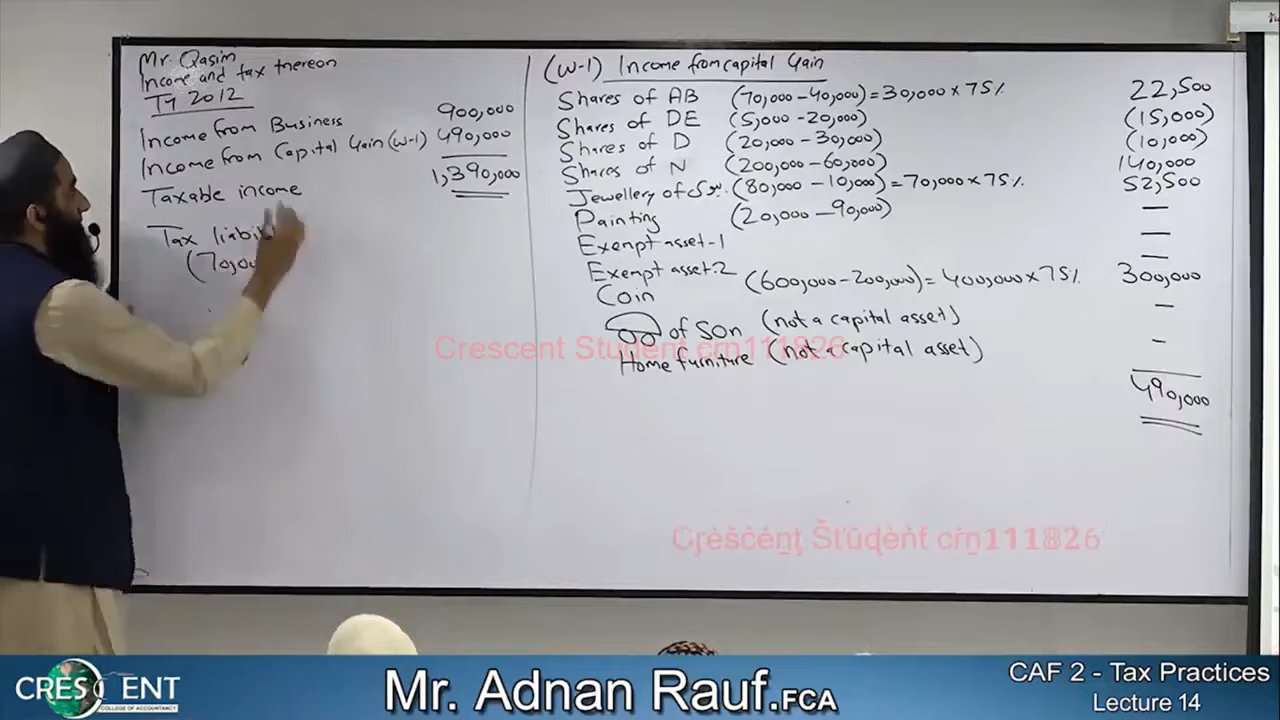 Mr. Qasim
Income and tax thereon
TY 2012
Income from Business 900,000
Income from Capital Gain (W-1) 490,000
Taxable income 1,390,000
Tax liabil
(70,00
(W-1) Income from capital Gain
Shares of AB (70,000 - 40,000) = 30,000 x 75% 22,500
Shares of DE (5,000 - 20,000) (15,000)
Shares of D (20,000 - 30,000) (10,000)
Shares of N (200,000 - 60,000) 140,000
Jewellery of (80,000 - 10,000) = 70,000 x 75% 52,500
Painting (20,000 - 90,000) —
Exempt asset-1 —
Exempt asset-2 —
Coin (600,000 - 200,000) = 400,000 x 75% 300,000
of Son (not a capital asset) -
Home furniture (not a capital asset) -
490,000
Crescent Student crn111826
Crescent Student crn111826
CRESCENT
COLLEGE OF ACCOUNTANCY
Mr. Adnan Rauf.FCA
CAF 2 - Tax Practices
Lecture 14